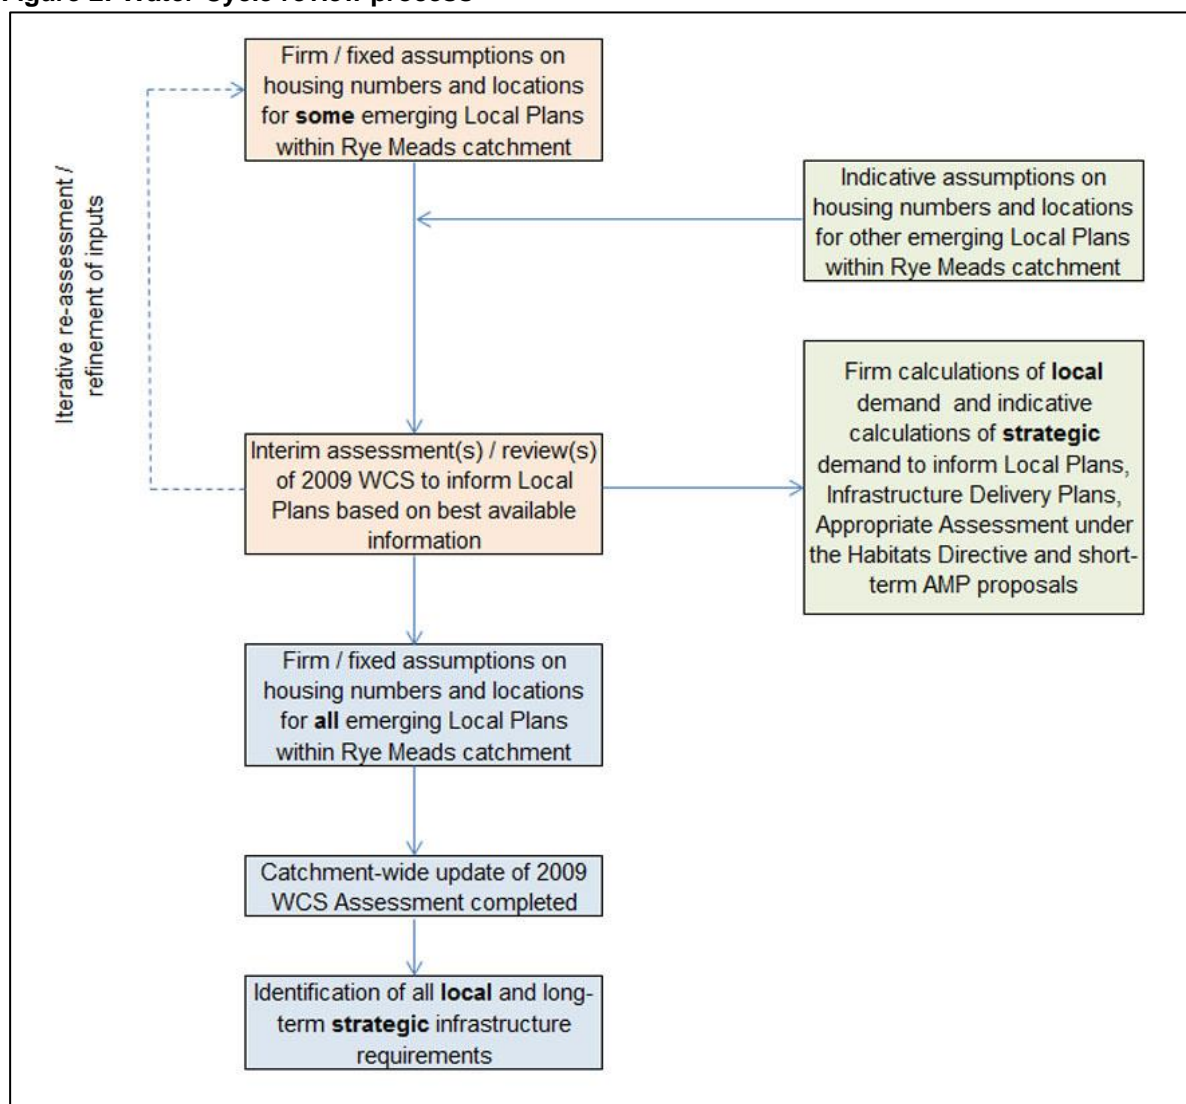 Firm / fixed assumptions on
housing numbers and locations
for some emerging Local Plans
within Rye Meads catchment
Indicative assumptions on
housing numbers and locations
for other emerging Local Plans
within Rye Meads catchment
Iterative re-assessment /
refinement of inputs
Firm calculations of local
demand and indicative
calculations of strategic
demand to inform Local Plans,
Infrastructure Delivery Plans,
Appropriate Assessment under
the Habitats Directive and short-
term AMP proposals
Interim assessment(s) / review(s)
of 2009 WCS to inform Local
Plans based on best available
information
Firm / fixed assumptions on
housing numbers and locations
for all emerging Local Plans
within Rye Meads catchment
Catchment-wide update of 2009
WCS Assessment completed
Identification of all local and long-
term strategic infrastructure
requirements